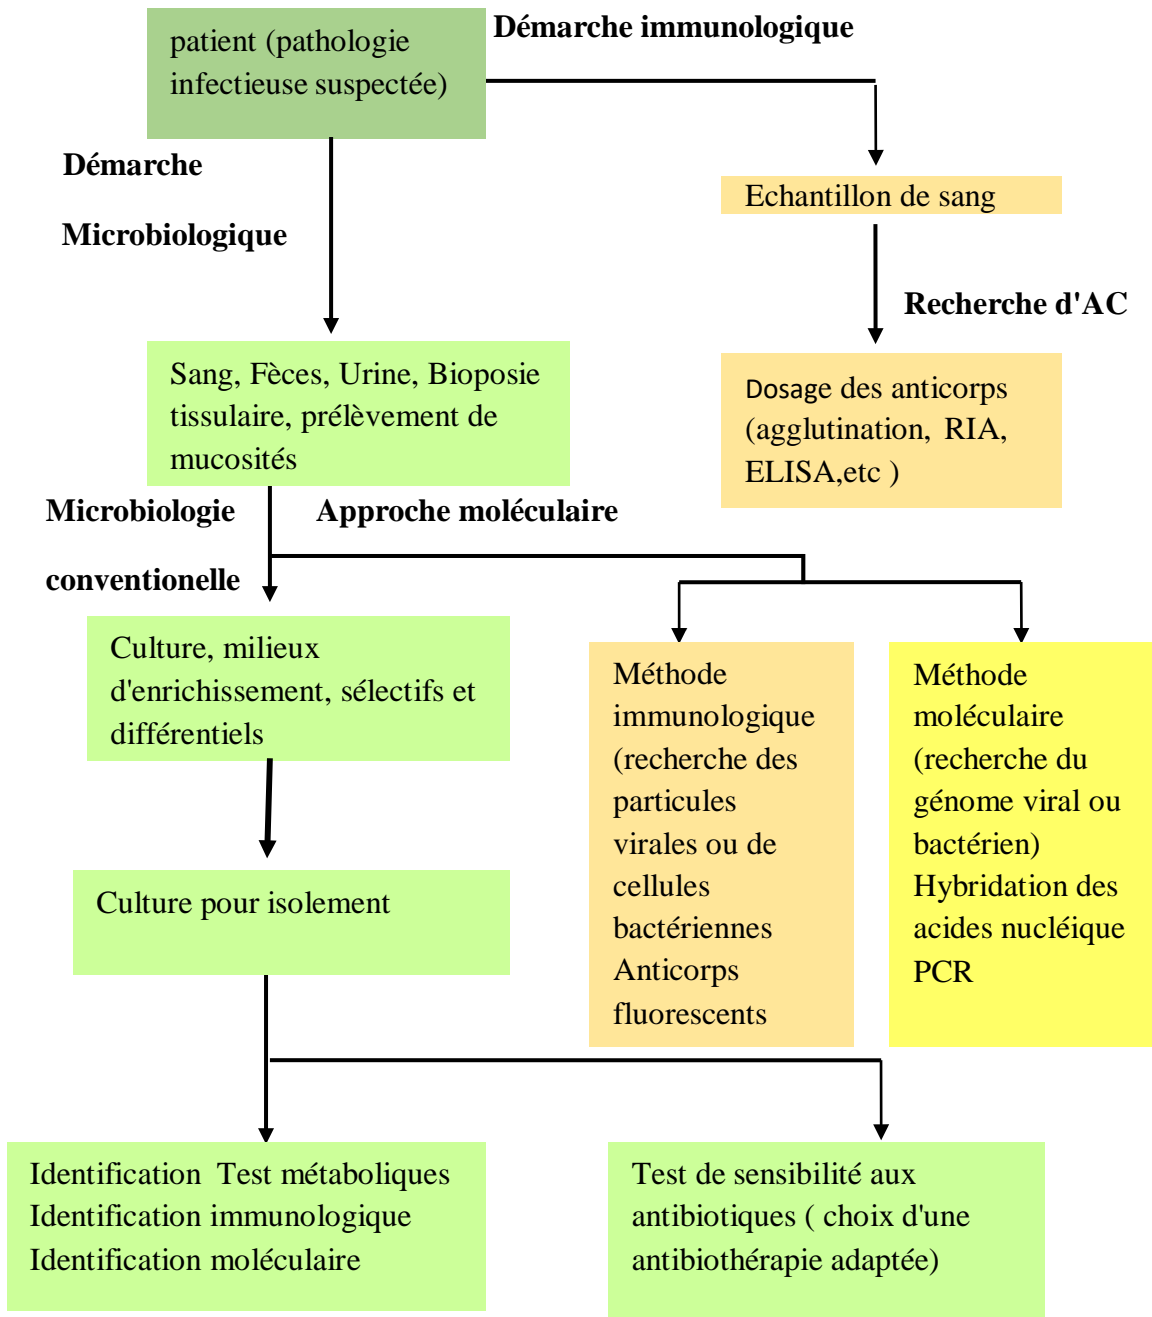 patient (pathologie
infectieuse suspectée)
Démarche immunologique
Démarche
Microbiologique
Echantillon de sang
Recherche d'AC
Sang, Fèces, Urine, Bioposie
tissulaire, prélèvement de
mucosités
Dosage des anticorps
(agglutination, RIA,
ELISA,etc )
Microbiologie
conventionelle
Approche moléculaire
Culture, milieux
d'enrichissement, sélectifs et
différentiels
Méthode
immunologique
(recherche des
particules
virales ou de
cellules
bactériennes
Anticorps
fluorescents
Méthode
moléculaire
(recherche du
génome viral ou
bactérien)
Hybridation des
acides nucléique
PCR
Culture pour isolement
Identification Test métaboliques
Identification immunologique
Identification moléculaire
Test de sensibilité aux
antibiotiques ( choix d'une
antibiothérapie adaptée)